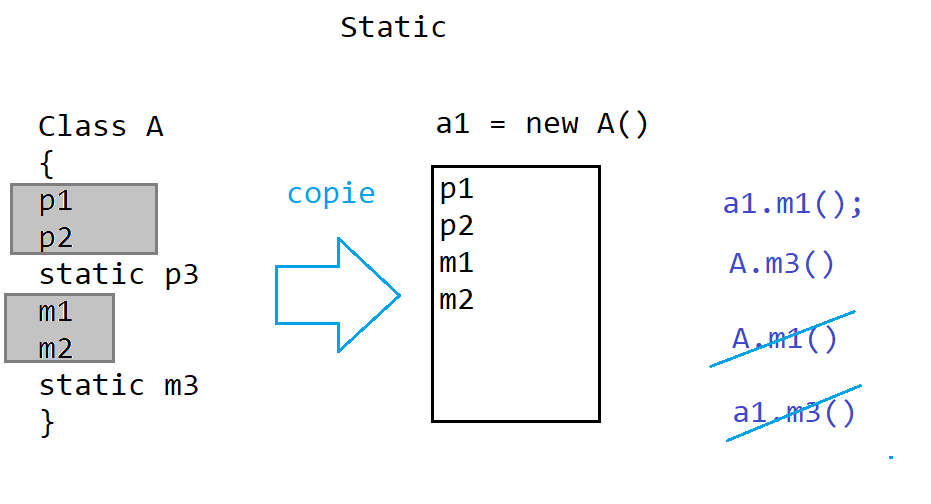 Static
Class A
{
p1
p2
static p3
m1
m2
static m3
}
copie
a1 = new A()
p1
p2
m1
m2
a1.m1();
A.m3()
A.m1()
a1.m3()